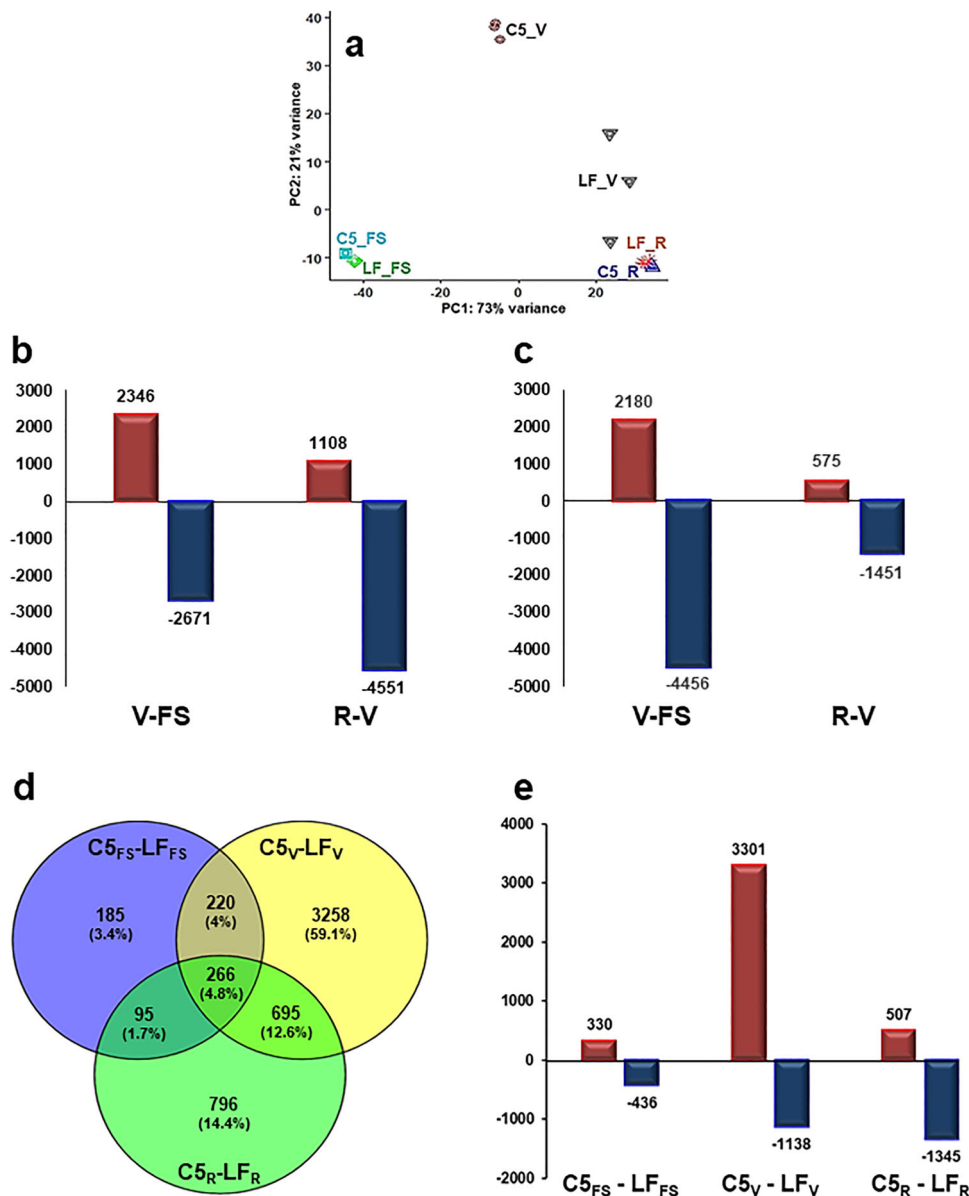 a
40
30
20
10
0
-10
PC2: 21% variance
C5_V
LF_V
C5_FS
LF_FS
LF_R
C5_R
-40 -20 0 20
PC1: 73% variance
b
3000
2000
1000
0
-1000
-2000
-3000
-4000
-5000
2346
-2671
1108
-4551
V-FS R-V
c
3000
2000
1000
0
-1000
-2000
-3000
-4000
-5000
2180
-4456
575
-1451
V-FS R-V
d
C5FS-LFFS
C5V-LFV
185
(3.4%)
220
(4%)
3258
(59.1%)
266
(4.8%)
95
(1.7%)
695
(12.6%)
796
(14.4%)
C5R-LFR
e
4000
3000
2000
1000
0
-1000
-2000
330
-436
3301
-1138
507
-1345
C5FS - LFFS C5V - LFV C5R - LFR